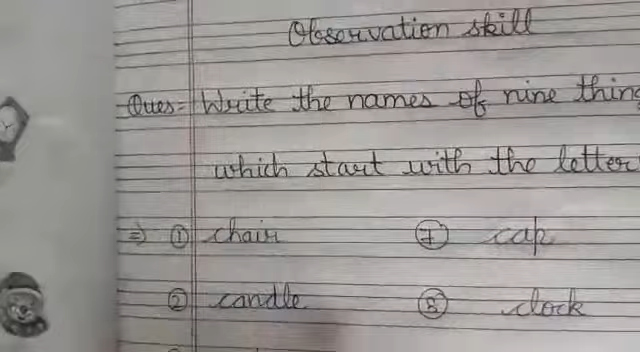 Observation skill
Ques = Write the names of nine thing
which start with the letter
⇒ ① chair ⑦ cap
② candle ⑧ clock